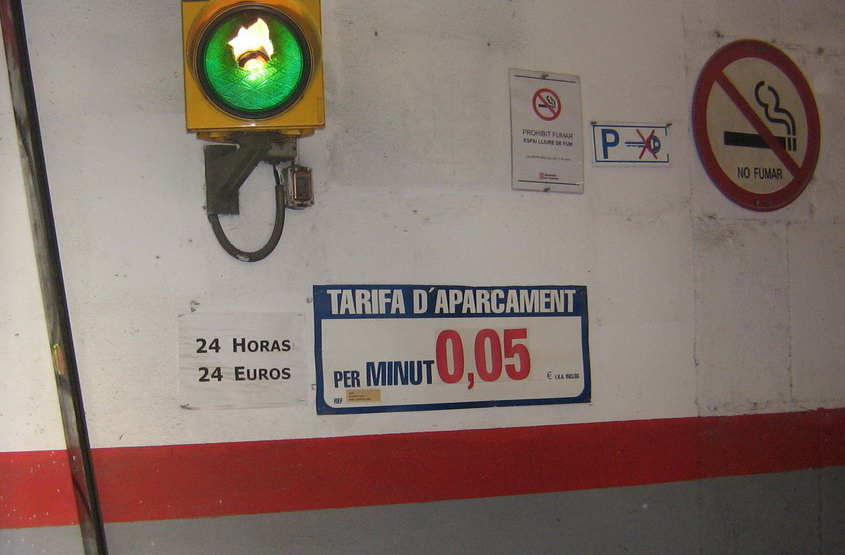 PROHIBIT FUMAR
ESPAI LLIURE DE FUM
P
NO FUMAR
TARIFA D'APARCAMENT
24 HORAS
24 EUROS
PER MINUT 0,05
€ I.V.A. INCLÒS
REF